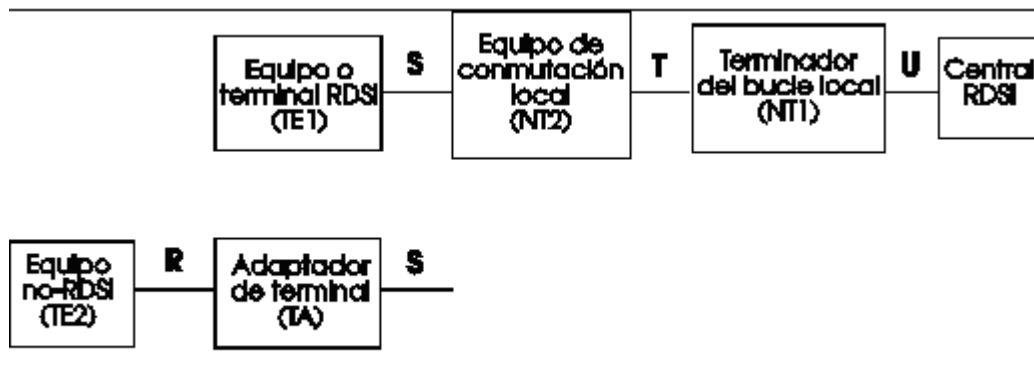 Equipo o
terminal RDSI
(TE1)
S
Equipo de
conmutación
local
(NT2)
T
Terminador
del bucle local
(NT1)
U
Central
RDSI
Equipo
no-RDSI
(TE2)
R
Adaptador
de terminal
(TA)
S